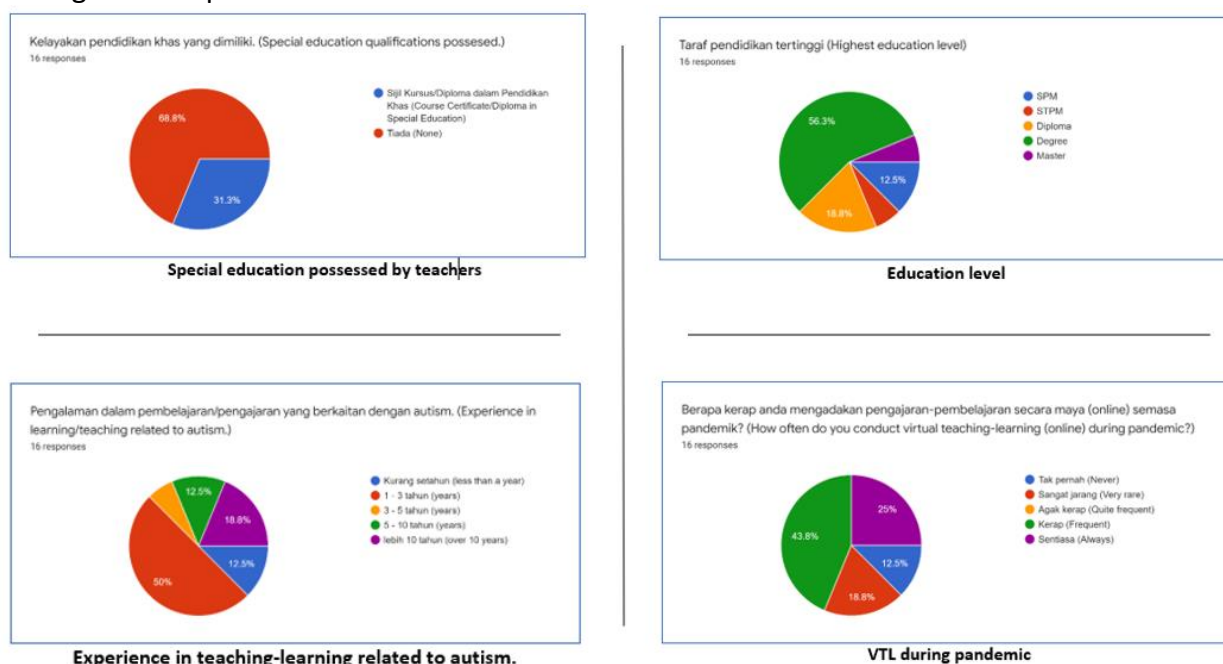 Kelayakan pendidikan khas yang dimiliki. (Special education qualifications possesed.)
16 responses
68.8%
31.3%
Sijil Kursus/Diploma dalam Pendidikan
Khas (Course Certificate/Diploma in
Special Education)
Tiada (None)
Special education possessed by teachers
Taraf pendidikan tertinggi (Highest education level)
16 responses
56.3%
12.5%
18.8%
SPM
STPM
Diploma
Degree
Master
Education level
Pengalaman dalam pembelajaran/pengajaran yang berkaitan dengan autism. (Experience in
learning/teaching related to autism.)
16 responses
12.5%
18.8%
12.5%
50%
Kurang setahun (less than a year)
1 - 3 tahun (years)
3 - 5 tahun (years)
5 - 10 tahun (years)
lebih 10 tahun (over 10 years)
Experience in teaching-learning related to autism.
Berapa kerap anda mengadakan pengajaran-pembelajaran secara maya (online) semasa
pandemik? (How often do you conduct virtual teaching-learning (online) during pandemic?)
16 responses
25%
43.8%
12.5%
18.8%
Tak pernah (Never)
Sangat jarang (Very rare)
Agak kerap (Quite frequent)
Kerap (Frequent)
Sentiasa (Always)
VTL during pandemic